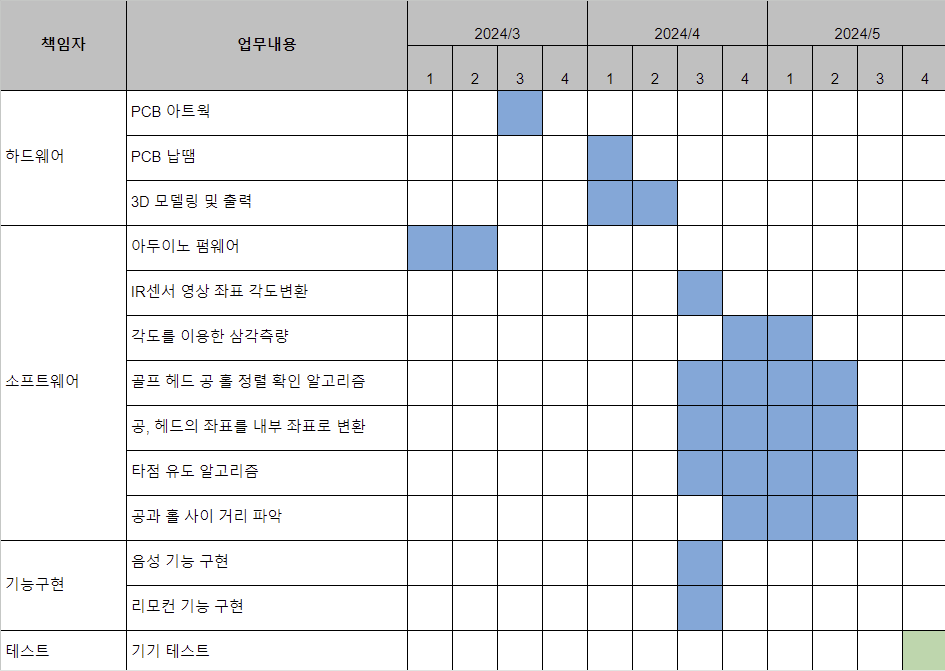 책임자 업무내용 2024/3 2024/4 2024/5
1 2 3 4 1 2 3 4 1 2 3 4
하드웨어
PCB 아트웍
PCB 납땜
3D 모델링 및 출력
소프트웨어
아두이노 펌웨어
IR센서 영상 좌표 각도변환
각도를 이용한 삼각측량
골프 헤드 공 홀 정렬 확인 알고리즘
공, 헤드의 좌표를 내부 좌표로 변환
타점 유도 알고리즘
공과 홀 사이 거리 파악
기능구현
음성 기능 구현
리모컨 기능 구현
테스트
기기 테스트